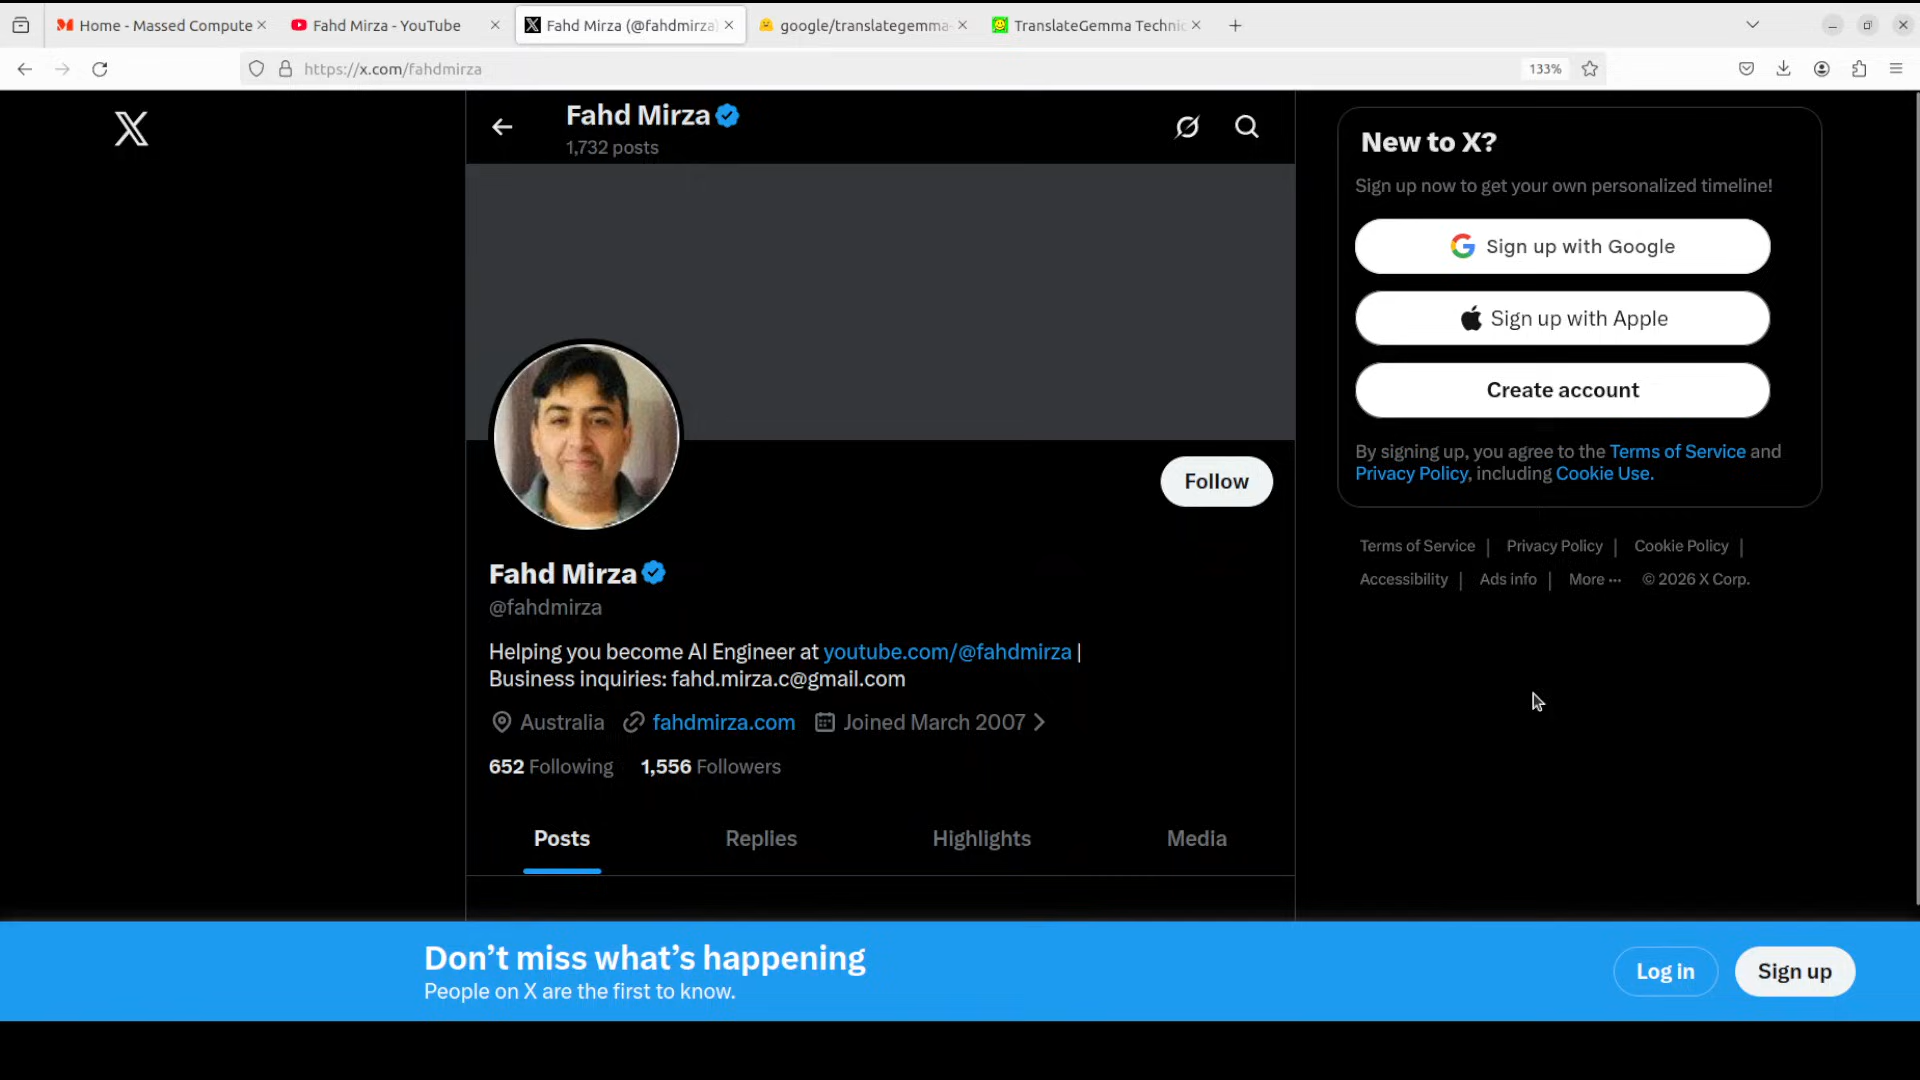 Home - Massed Compute
Fahd Mirza - YouTube
Fahd Mirza (@fahdmirza)
google/translategemma-
TranslateGemma Technic
https://x.com/fahdmirza
133%
Fahd Mirza
1,732 posts
Follow
Fahd Mirza
@fahdmirza
Helping you become AI Engineer at youtube.com/@fahdmirza |
Business inquiries: fahd.mirza.c@gmail.com
Australia fahdmirza.com Joined March 2007
652 Following 1,556 Followers
Posts Replies Highlights Media
New to X?
Sign up now to get your own personalized timeline!
Sign up with Google
Sign up with Apple
Create account
By signing up, you agree to the Terms of Service and
Privacy Policy, including Cookie Use.
Terms of Service | Privacy Policy | Cookie Policy |
Accessibility | Ads info | More ··· © 2026 X Corp.
Don’t miss what’s happening
People on X are the first to know.
Log in
Sign up